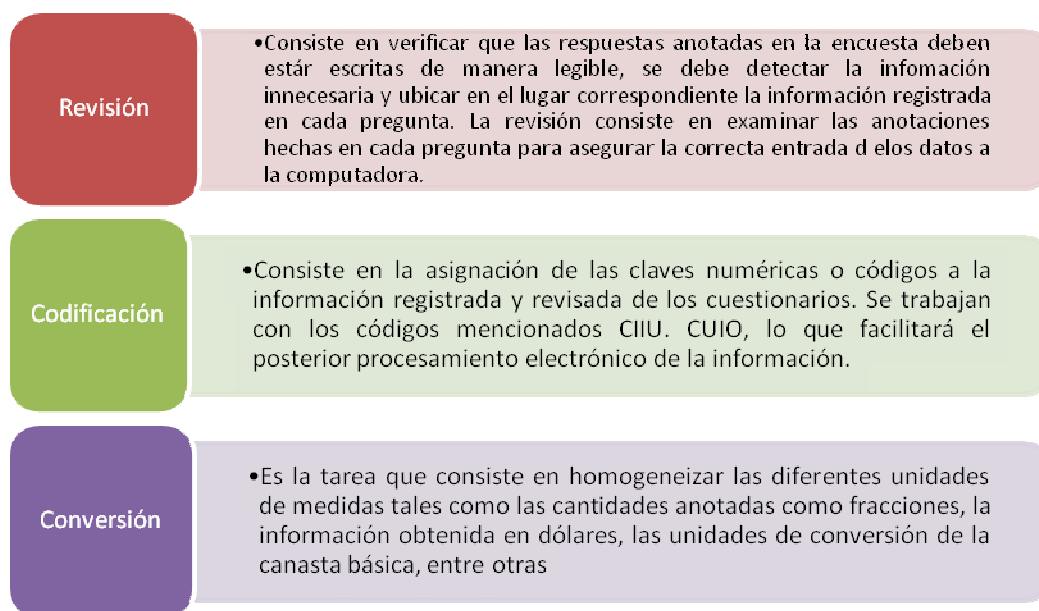 Revisión
•Consiste en verificar que las respuestas anotadas en la encuesta deben
estár escritas de manera legible, se debe detectar la infomación
innecesaria y ubicar en el lugar correspondiente la información registrada
en cada pregunta. La revisión consiste en examinar las anotaciones
hechas en cada pregunta para asegurar la correcta entrada d elos datos a
la computadora.
Codificación
•Consiste en la asignación de las claves numéricas o códigos a la
información registrada y revisada de los cuestionarios. Se trabajan
con los códigos mencionados CIIU. CUIO, lo que facilitará el
posterior procesamiento electrónico de la información.
Conversión
•Es la tarea que consiste en homogeneizar las diferentes unidades
de medidas tales como las cantidades anotadas como fracciones, la
información obtenida en dólares, las unidades de conversión de la
canasta básica, entre otras